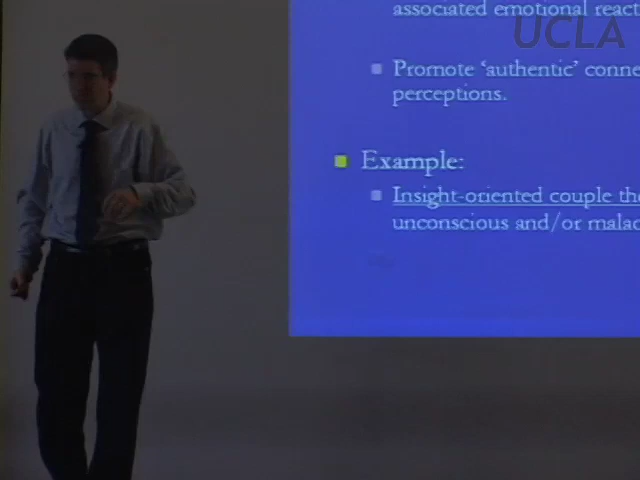 associated emotional react
UCLA
Promote ‘authentic’ conne
perceptions.
Example:
Insight-oriented couple the
unconscious and/or malad